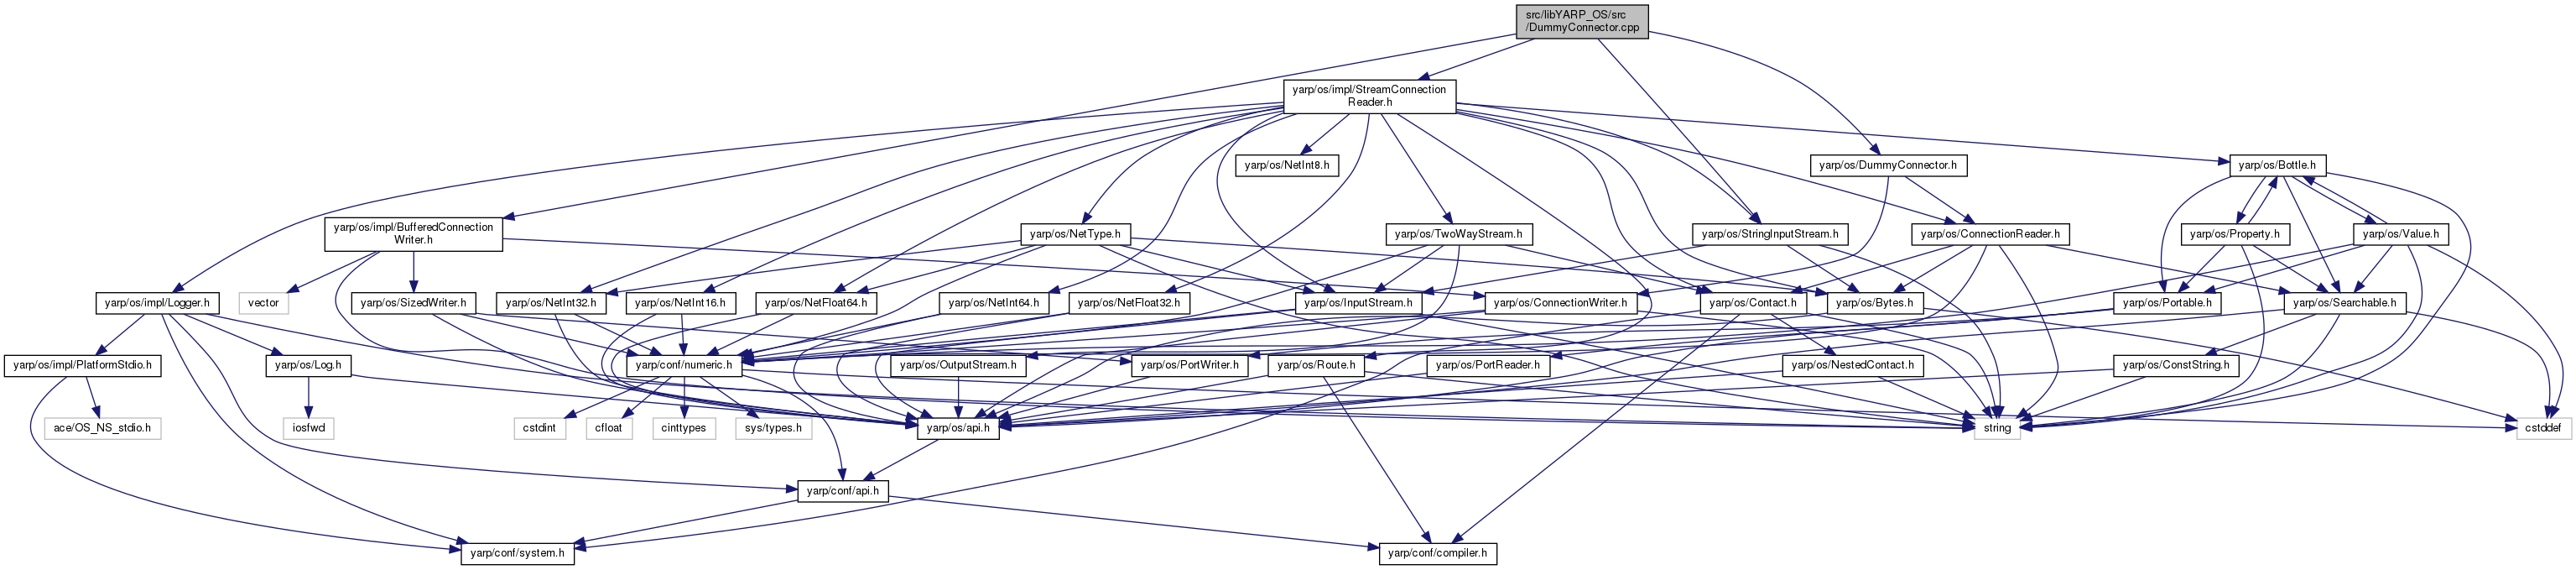 src/libYARP_OS/src
/DummyConnector.cpp
yarp/os/impl/StreamConnection
Reader.h
yarp/os/NetInt8.h
yarp/os/DummyConnector.h
yarp/os/Bottle.h
yarp/os/impl/BufferedConnection
Writer.h
yarp/os/NetType.h
yarp/os/TwoWayStream.h
yarp/os/StringInputStream.h
yarp/os/ConnectionReader.h
yarp/os/Property.h
yarp/os/Value.h
yarp/os/impl/Logger.h
vector
yarp/os/SizedWriter.h
yarp/os/NetInt32.h
yarp/os/NetInt16.h
yarp/os/NetFloat64.h
yarp/os/NetInt64.h
yarp/os/NetFloat32.h
yarp/os/InputStream.h
yarp/os/ConnectionWriter.h
yarp/os/Contact.h
yarp/os/Bytes.h
yarp/os/Portable.h
yarp/os/Searchable.h
yarp/os/impl/PlatformStdio.h
yarp/os/Log.h
yarp/conf/numeric.h
yarp/os/OutputStream.h
yarp/os/PortWriter.h
yarp/os/Route.h
yarp/os/PortReader.h
yarp/os/NestedContact.h
yarp/os/ConstString.h
ace/OS_NS_stdio.h
iosfwd
cstdint
cfloat
cinttypes
sys/types.h
yarp/os/api.h
string
cstddef
yarp/conf/api.h
yarp/conf/system.h
yarp/conf/compiler.h